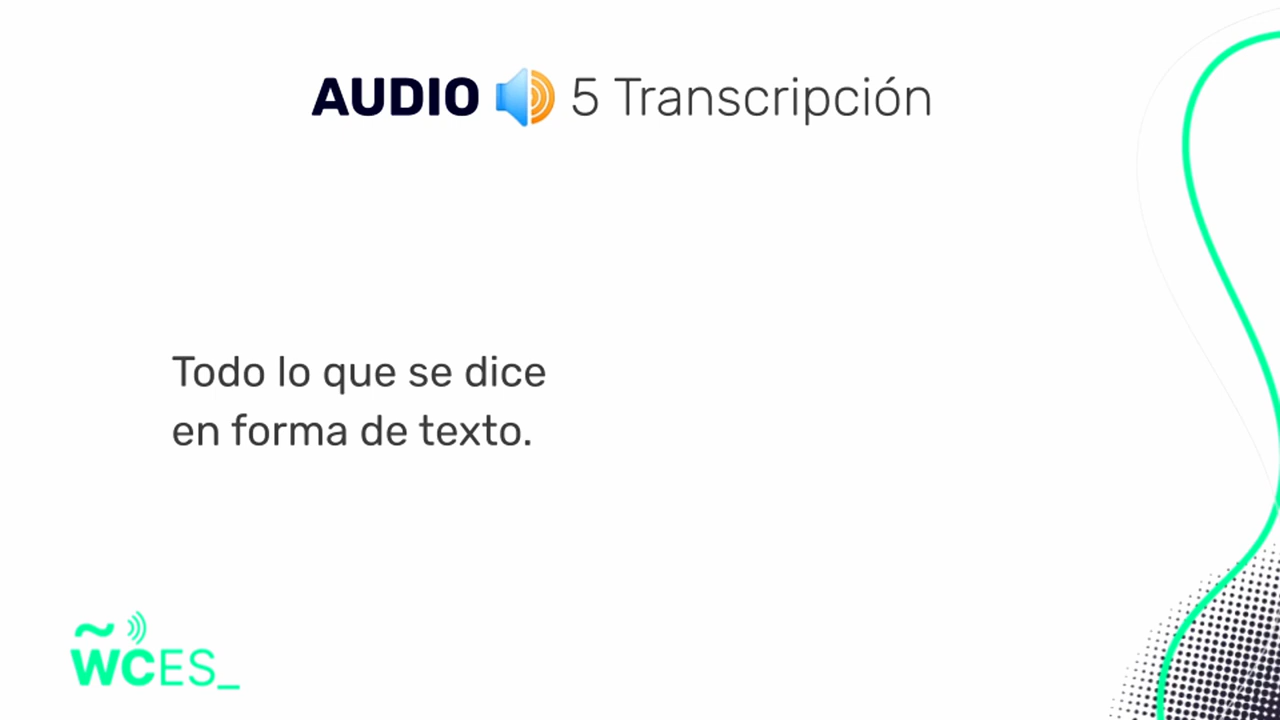 AUDIO 🔊 5 Transcripción
Todo lo que se dice
en forma de texto.
~
WCES_